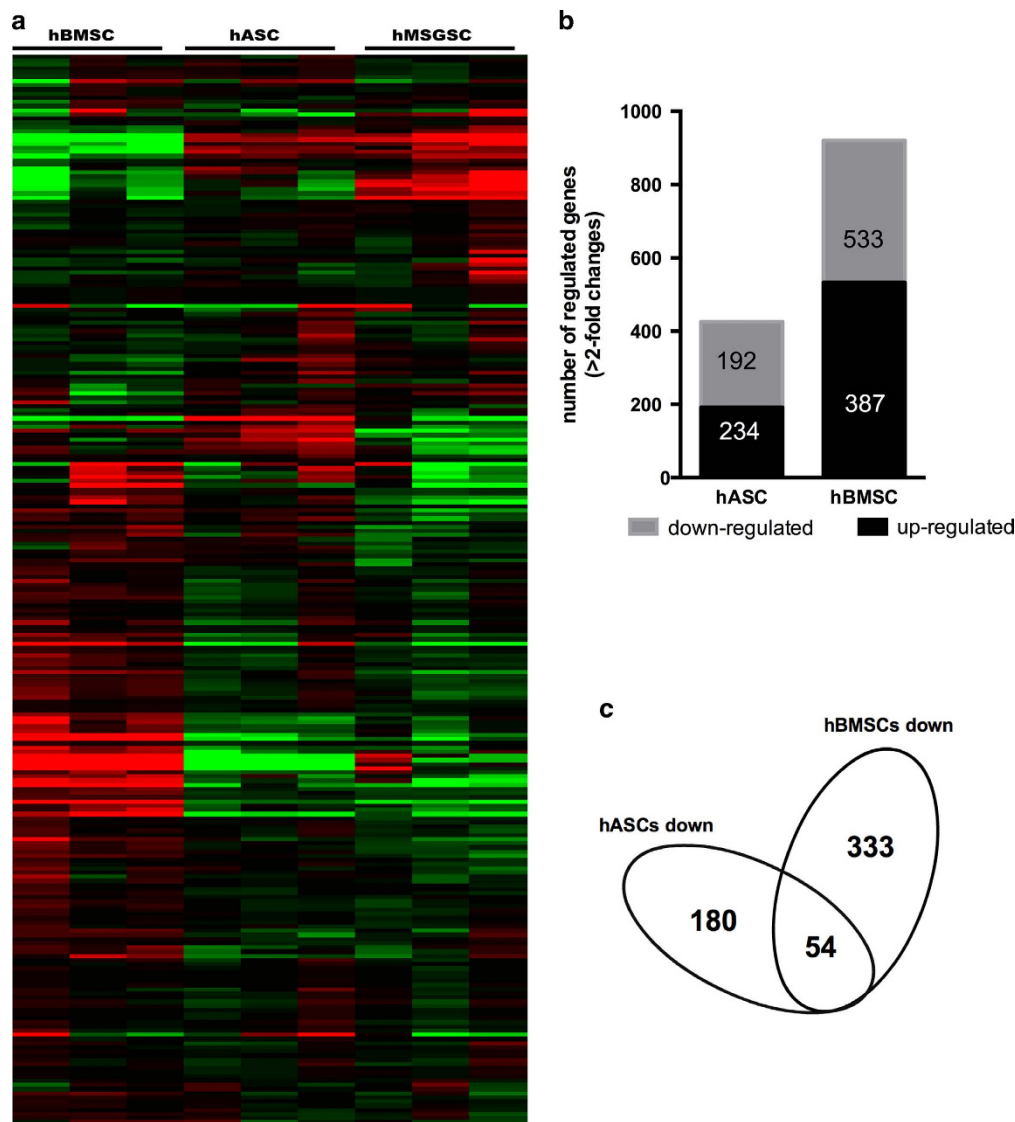 a
hBMSC hASC hMSGSC
b
number of regulated genes
(>2-fold changes)
1000
800
600
400
200
0
192
234
533
387
hASC hBMSC
down-regulated up-regulated
c
hBMSCs down
hASCs down
333
180
54